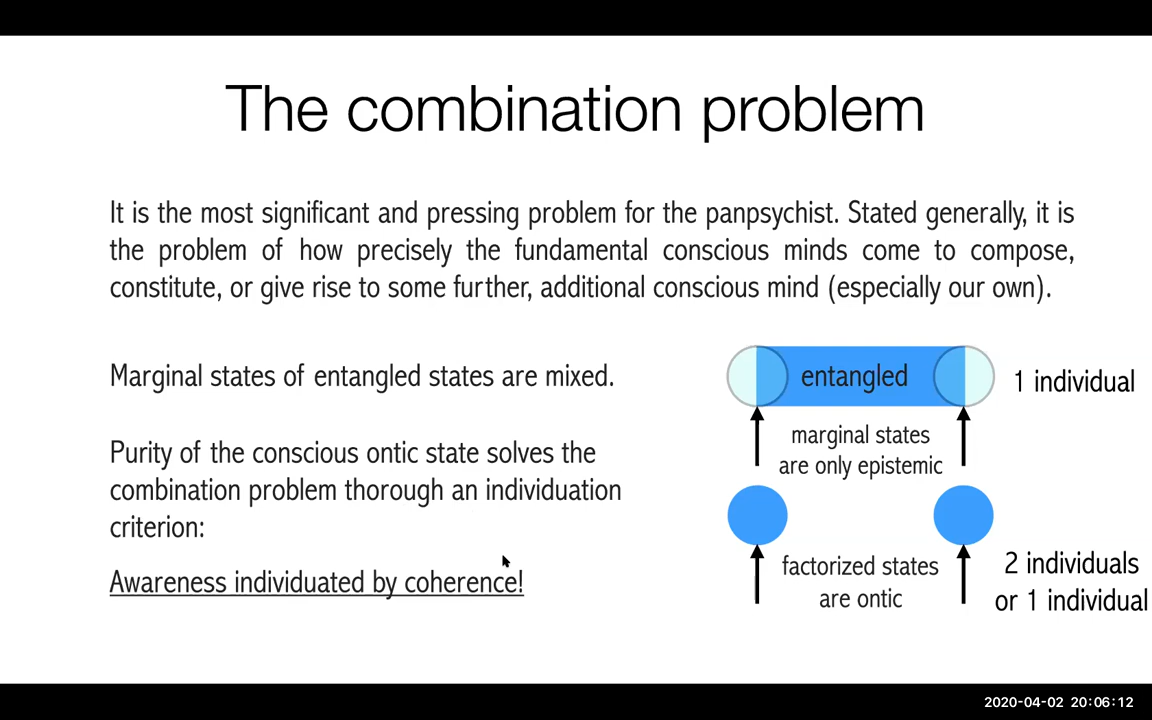 The combination problem
It is the most significant and pressing problem for the panpsychist. Stated generally, it is
the problem of how precisely the fundamental conscious minds come to compose,
constitute, or give rise to some further, additional conscious mind (especially our own).
Marginal states of entangled states are mixed.
Purity of the conscious ontic state solves the
combination problem thorough an individuation
criterion:
Awareness individuated by coherence!
entangled
1 individual
marginal states
are only epistemic
factorized states
are ontic
2 individuals
or 1 individual
2020-04-02 20:06:12